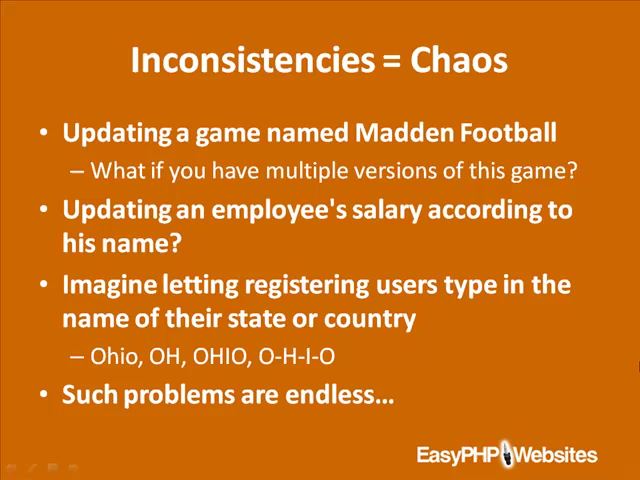 Inconsistencies = Chaos
• Updating a game named Madden Football
– What if you have multiple versions of this game?
• Updating an employee's salary according to
his name?
• Imagine letting registering users type in the
name of their state or country
– Ohio, OH, OHIO, O-H-I-O
• Such problems are endless…
EasyPHP Websites